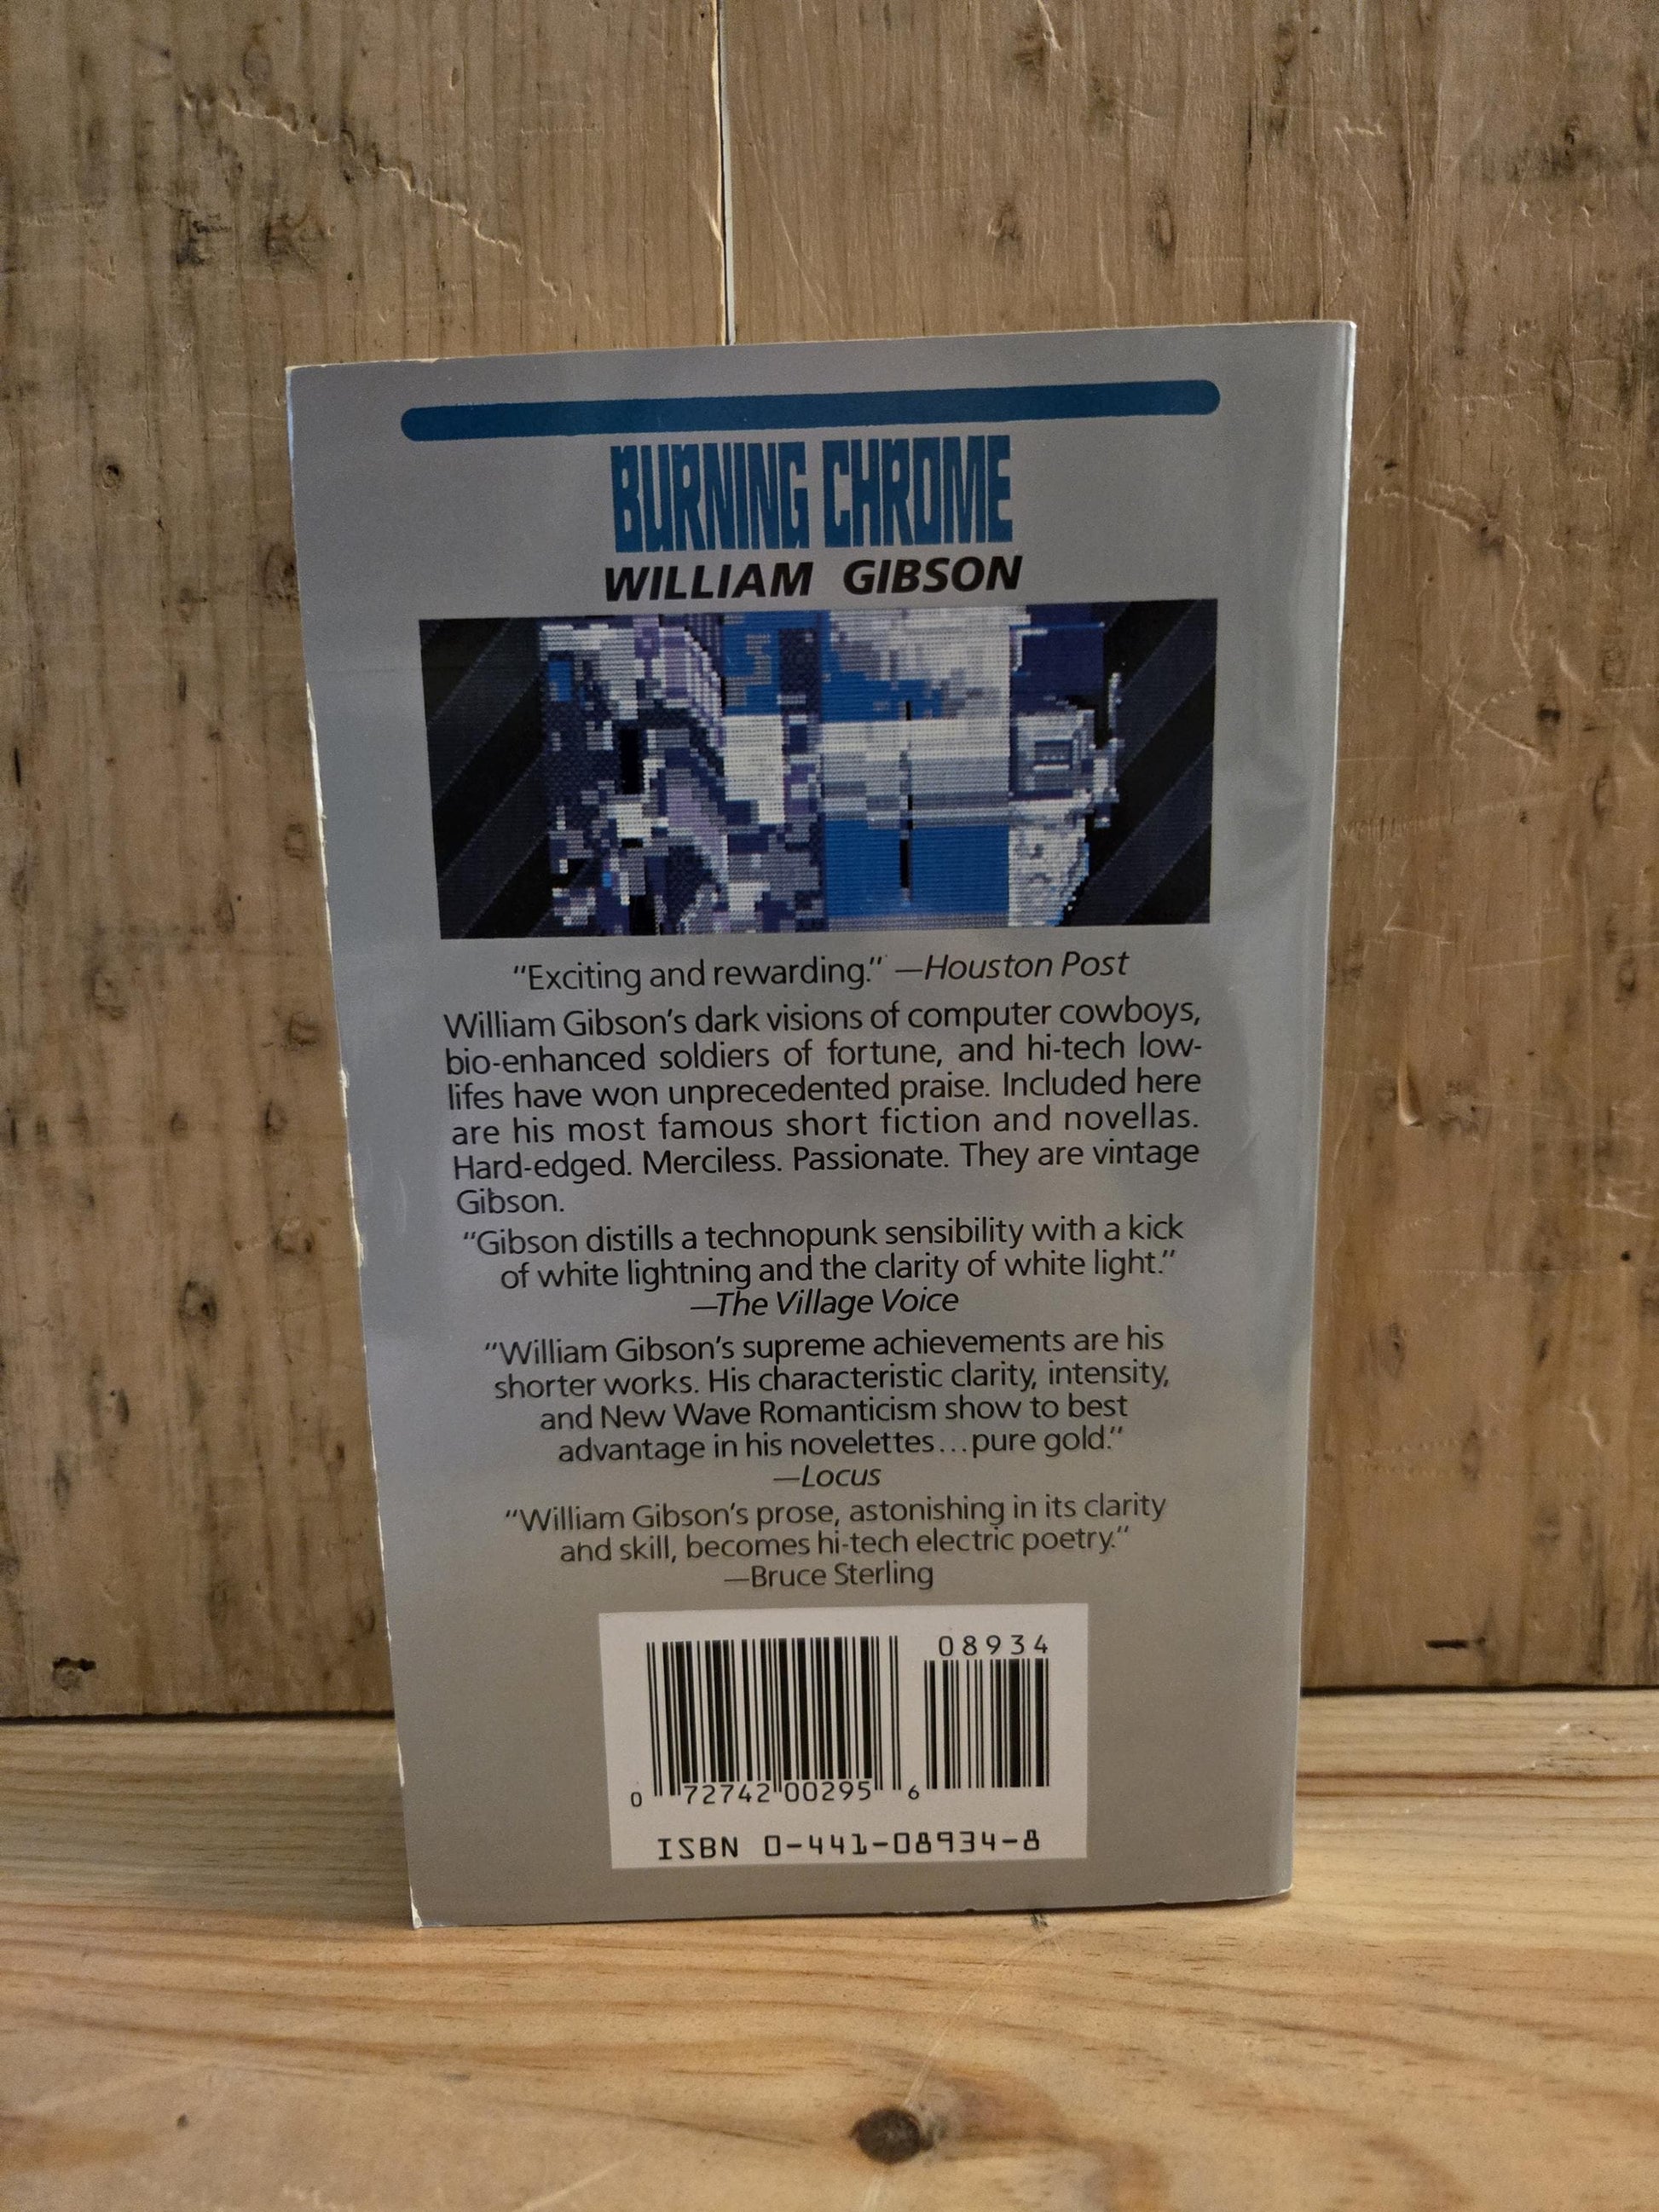 BURNING CHROME
WILLIAM GIBSON
"Exciting and rewarding." —Houston Post
William Gibson's dark visions of computer cowboys,
bio-enhanced soldiers of fortune, and hi-tech low-
lifes have won unprecedented praise. Included here
are his most famous short fiction and novellas.
Hard-edged. Merciless. Passionate. They are vintage
Gibson.
"Gibson distills a technopunk sensibility with a kick
of white lightning and the clarity of white light."
—The Village Voice
"William Gibson's supreme achievements are his
shorter works. His characteristic clarity, intensity,
and New Wave Romanticism show to best
advantage in his novelettes...pure gold."
—Locus
"William Gibson's prose, astonishing in its clarity
and skill, becomes hi-tech electric poetry."
—Bruce Sterling
08934
0 72742 00295 6
ISBN 0-441-08934-8